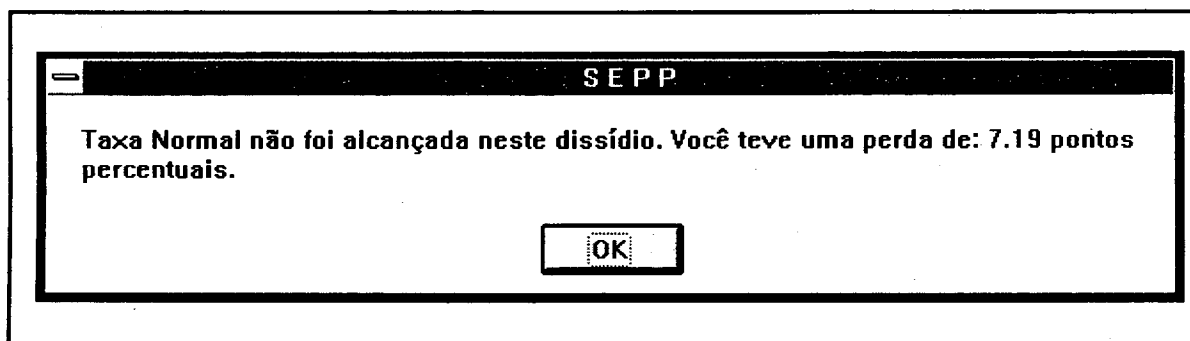 SEPP
Taxa Normal não foi alcançada neste dissídio. Você teve uma perda de: 7.19 pontos
percentuais.
OK